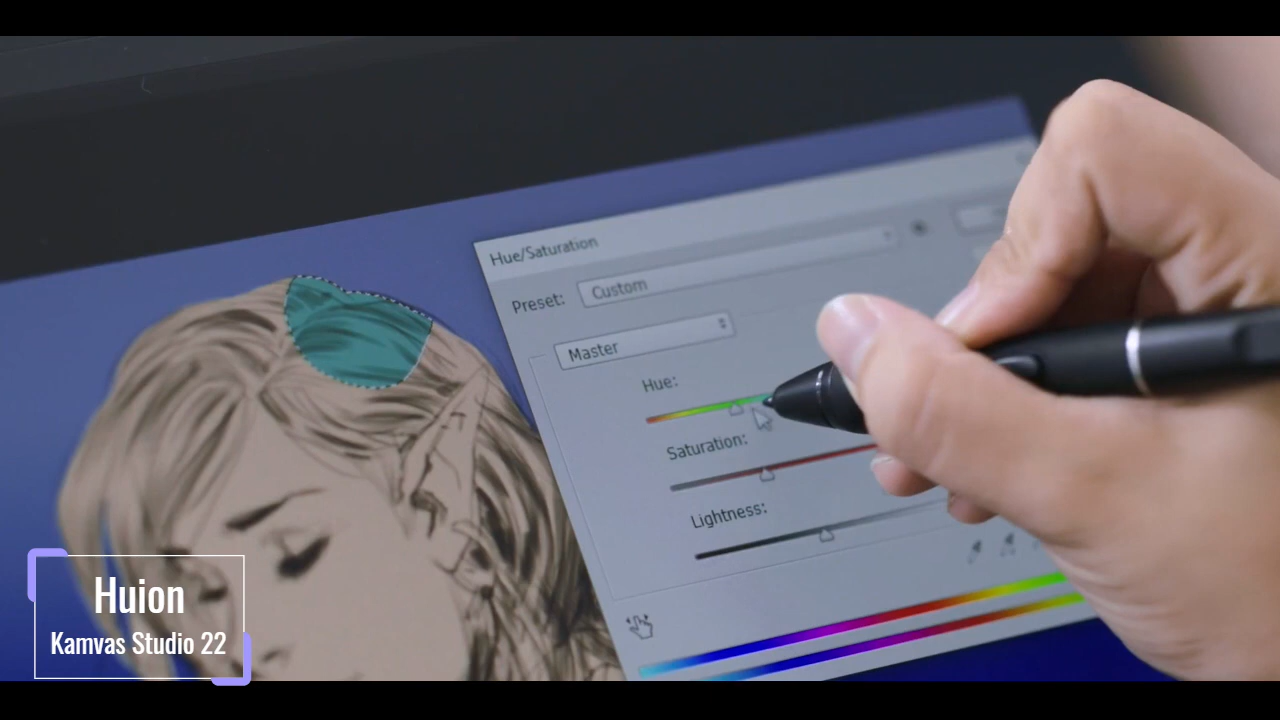 Hue/Saturation
Preset: Custom
Master
Hue:
Saturation:
Lightness:
Huion
Kamvas Studio 22